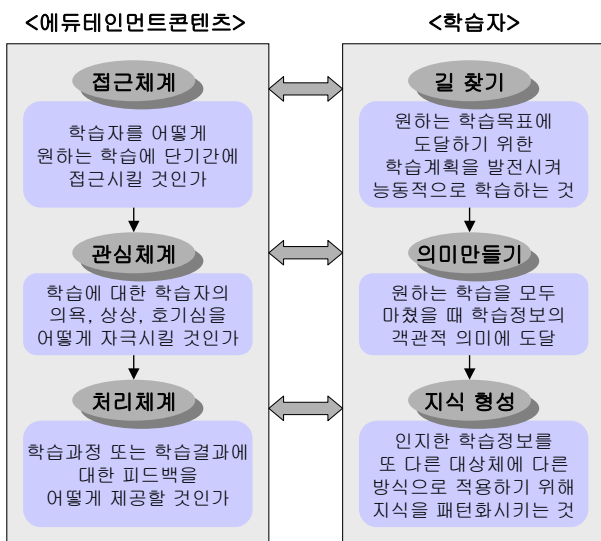 <에듀테인먼트콘텐츠>
접근체계
학습자를 어떻게
원하는 학습에 단기간에
접근시킬 것인가
관심체계
학습에 대한 학습자의
의욕, 상상, 호기심을
어떻게 자극시킬 것인가
처리체계
학습과정 또는 학습결과에
대한 피드백을
어떻게 제공할 것인가
<학습자>
길 찾기
원하는 학습목표에
도달하기 위한
학습계획을 발전시켜
능동적으로 학습하는 것
의미만들기
원하는 학습을 모두
마쳤을 때 학습정보의
객관적 의미에 도달
지식 형성
인지한 학습정보를
또 다른 대상체에 다른
방식으로 적용하기 위해
지식을 패턴화시키는 것